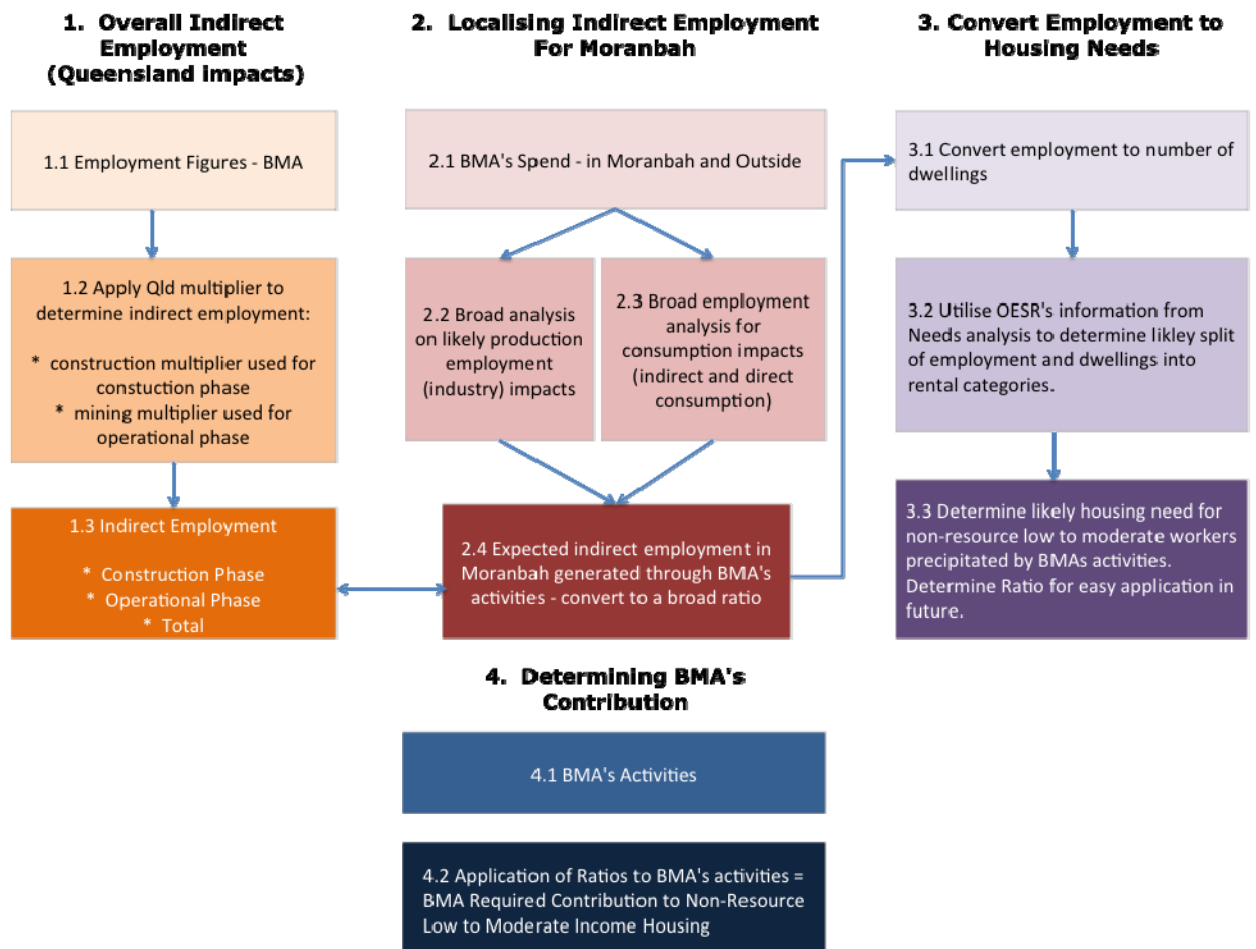 1. Overall Indirect
Employment
(Queensland impacts)
1.1 Employment Figures - BMA
1.2 Apply Qld multiplier to
determine indirect employment:
* construction multiplier used for
constuction phase
* mining multiplier used for
operational phase
1.3 Indirect Employment
* Construction Phase
* Operational Phase
* Total
2. Localising Indirect Employment
For Moranbah
2.1 BMA's Spend - in Moranbah and Outside
2.2 Broad analysis
on likely production
employment
(industry) impacts
2.3 Broad employment
analysis for
consumption impacts
(indirect and direct
consumption)
2.4 Expected indirect employment in
Moranbah generated through BMA's
activities - convert to a broad ratio
3. Convert Employment to
Housing Needs
3.1 Convert employment to number of
dwellings
3.2 Utilise OESR's information from
Needs analysis to determine likley split
of employment and dwellings into
rental categories.
3.3 Determine likely housing need for
non-resource low to moderate workers
precipitated by BMAs activities.
Determine Ratio for easy application in
future.
4. Determining BMA's
Contribution
4.1 BMA's Activities
4.2 Application of Ratios to BMA's activities =
BMA Required Contribution to Non-Resource
Low to Moderate Income Housing